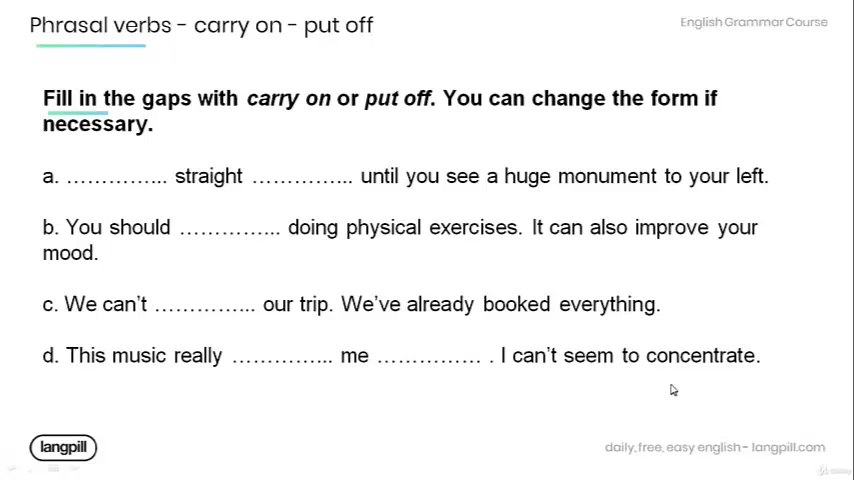 Phrasal verbs - carry on - put off
English Grammar Course
Fill in the gaps with carry on or put off. You can change the form if
necessary.
a. …………... straight …………... until you see a huge monument to your left.
b. You should …………... doing physical exercises. It can also improve your
mood.
c. We can't …………... our trip. We've already booked everything.
d. This music really …………... me …………… . I can't seem to concentrate.
langpill
daily, free, easy english - langpill.com